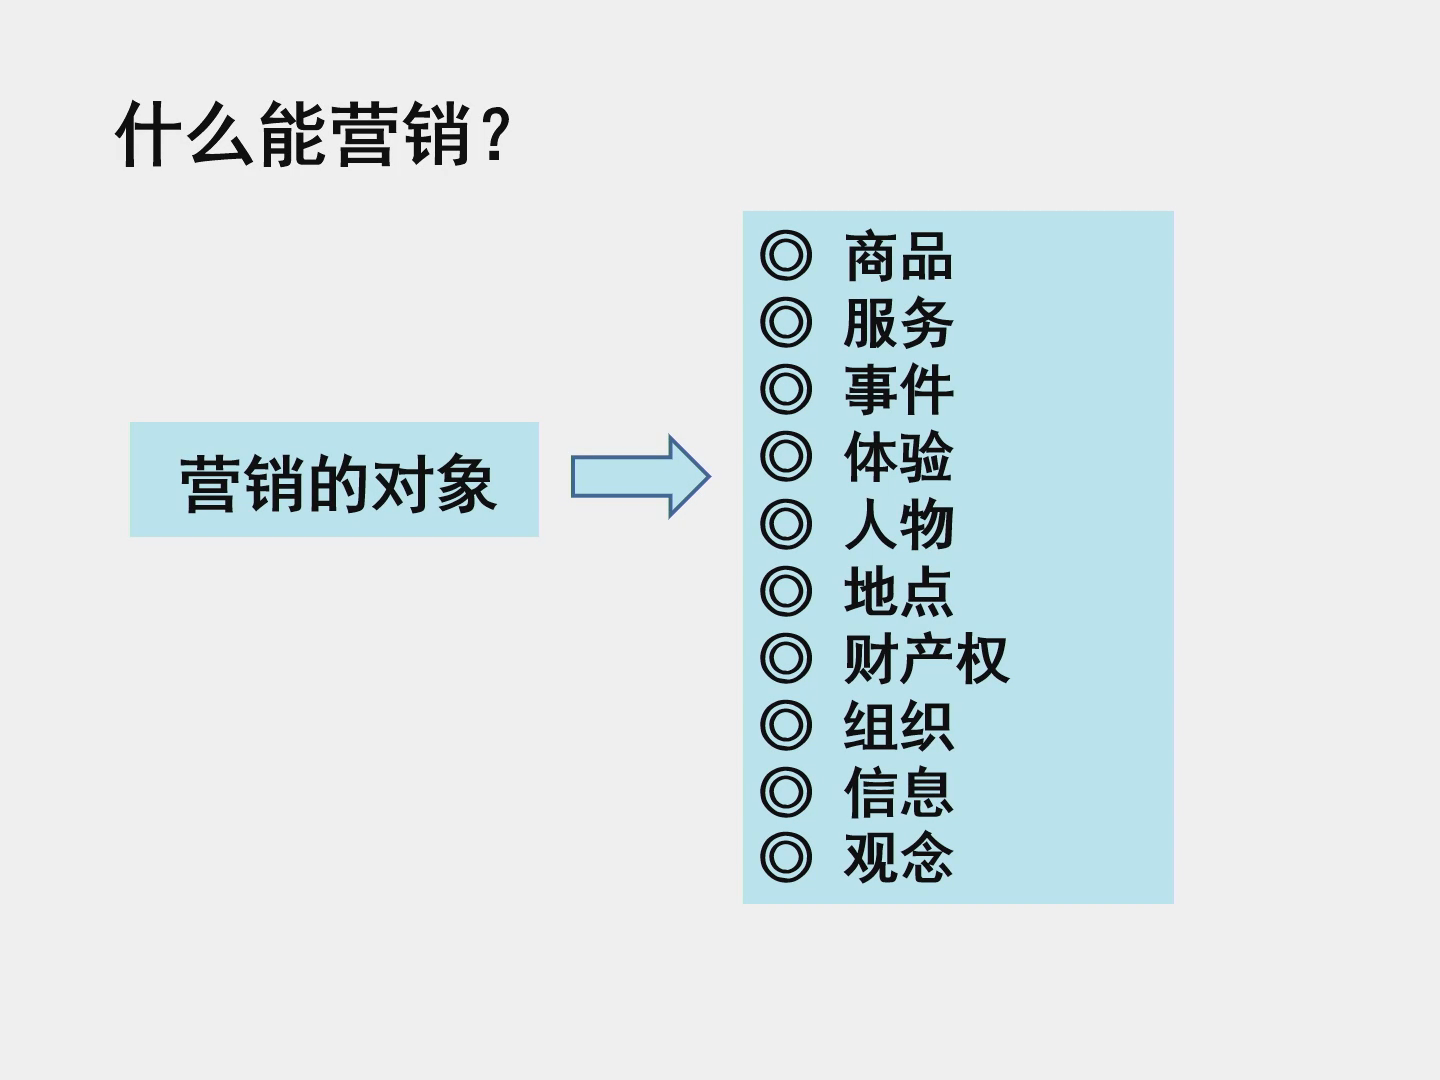 什么能营销？
营销的对象
◎ 商品
◎ 服务
◎ 事件
◎ 体验
◎ 人物
◎ 地点
◎ 财产权
◎ 组织
◎ 信息
◎ 观念